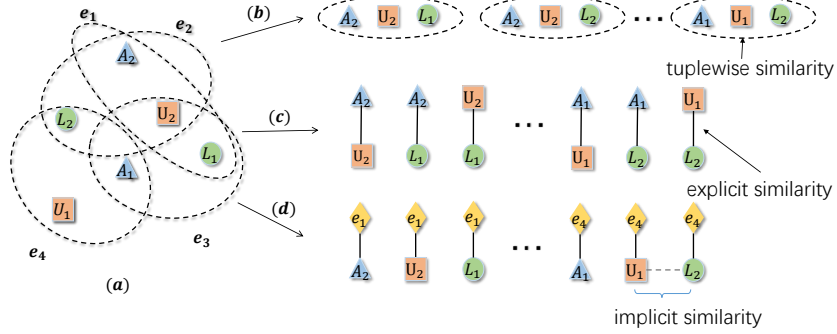 e₁
e₂
A₂
L₂
U₂
A₁
L₁
U₁
e₃
e₄
(a)
(b)
A₂ U₂ L₁ A₂ U₂ L₂ ... A₁ U₁ L₂
tuplewise similarity
(c)
A₂ A₂ U₂ ... A₁ A₁ U₁
U₂ L₁ L₁ U₁ L₂ L₂
explicit similarity
(d)
e₁ e₁ e₁ ... e₄ e₄ e₄
A₂ U₂ L₁ A₁ U₁ L₂
implicit similarity